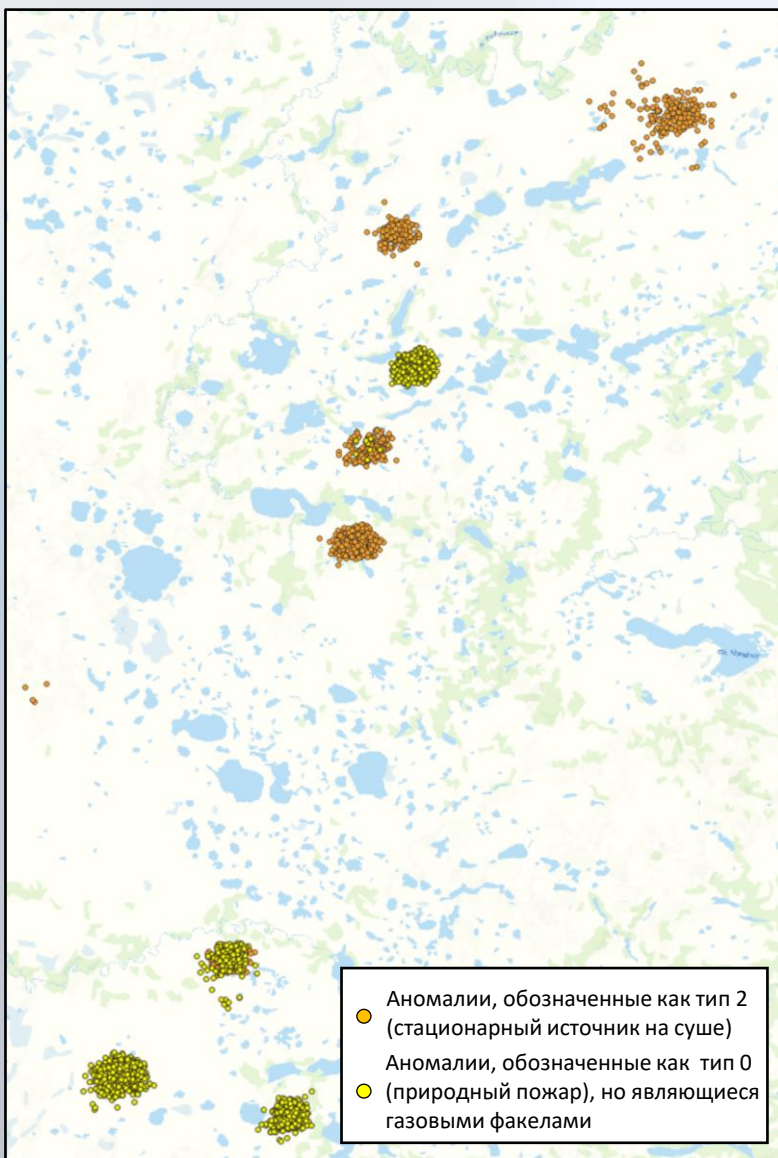 Аномалии, обозначенные как тип 2
(стационарный источник на суше)
Аномалии, обозначенные как тип 0
(природный пожар), но являющиеся
газовыми факелами